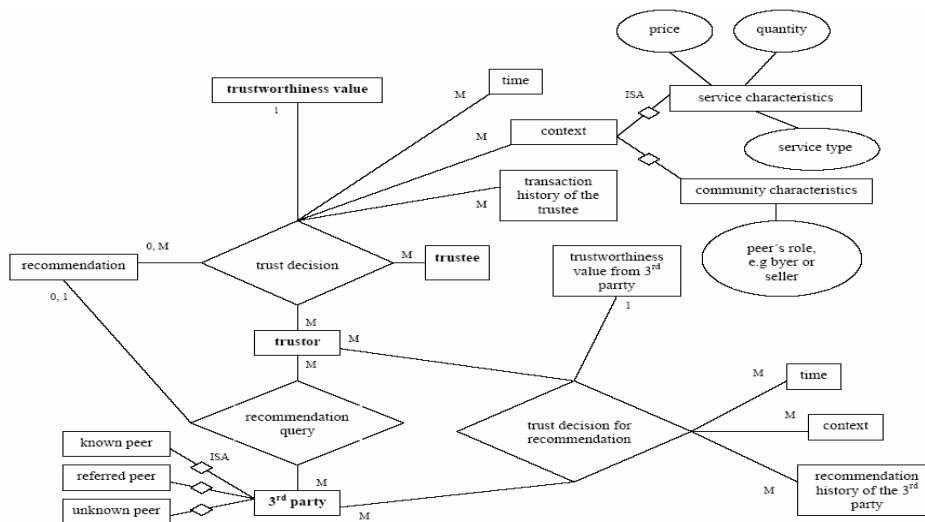 price
quantity
trustworthiness value
time
M
ISA
service characteristics
1
M
context
service type
transaction
history of the
trustee
M
community characteristics
0, M
recommendation
trust decision
M
trustee
trustworthiness
value from 3rd
parrty
peer´s role,
e.g byer or
seller
0, 1
1
M
trustor
M
M
time
M
recommendation
query
trust decision for
recommendation
M
context
known peer
ISA
referred peer
M
3rd party
M
unknown peer
M
recommendation
history of the 3rd
party